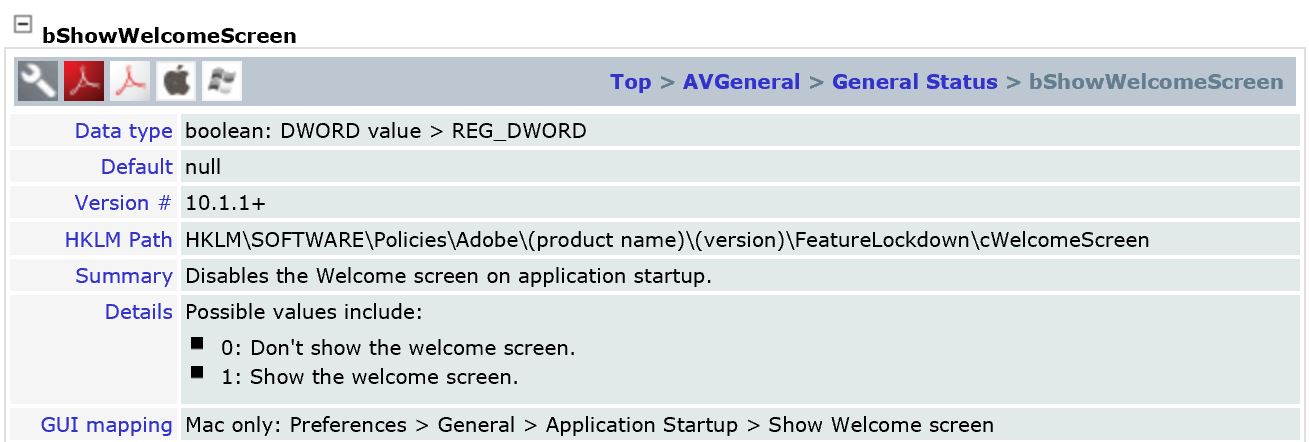 bShowWelcomeScreen
Top > AVGeneral > General Status > bShowWelcomeScreen
Data type boolean: DWORD value > REG_DWORD
Default null
Version # 10.1.1+
HKLM Path HKLM\SOFTWARE\Policies\Adobe\(product name)\(version)\FeatureLockdown\cWelcomeScreen
Summary Disables the Welcome screen on application startup.
Details Possible values include:
0: Don't show the welcome screen.
1: Show the welcome screen.
GUI mapping Mac only: Preferences > General > Application Startup > Show Welcome screen